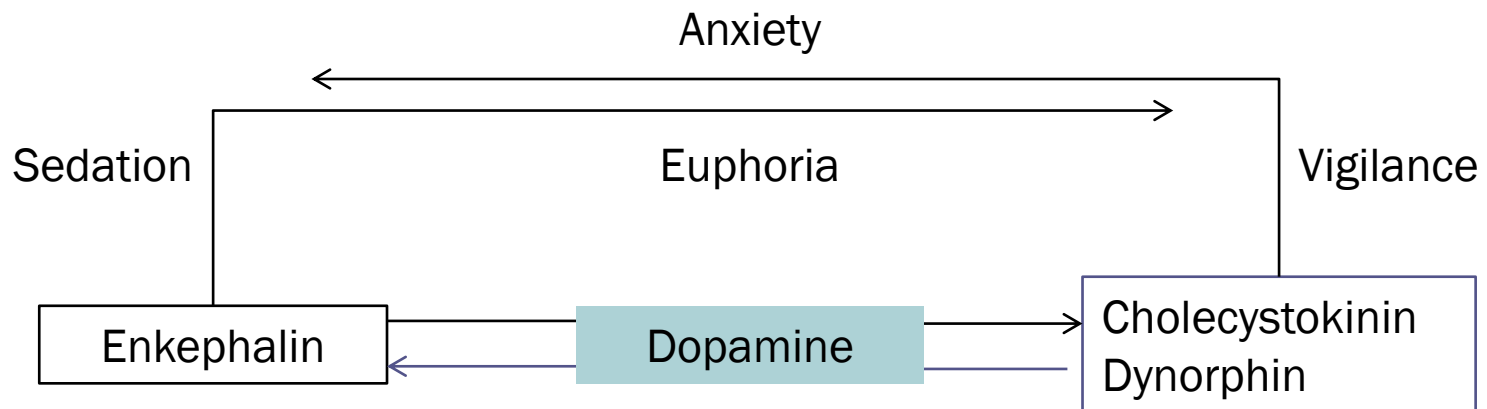 Anxiety
Sedation
Euphoria
Vigilance
Enkephalin
Dopamine
Cholecystokinin
Dynorphin